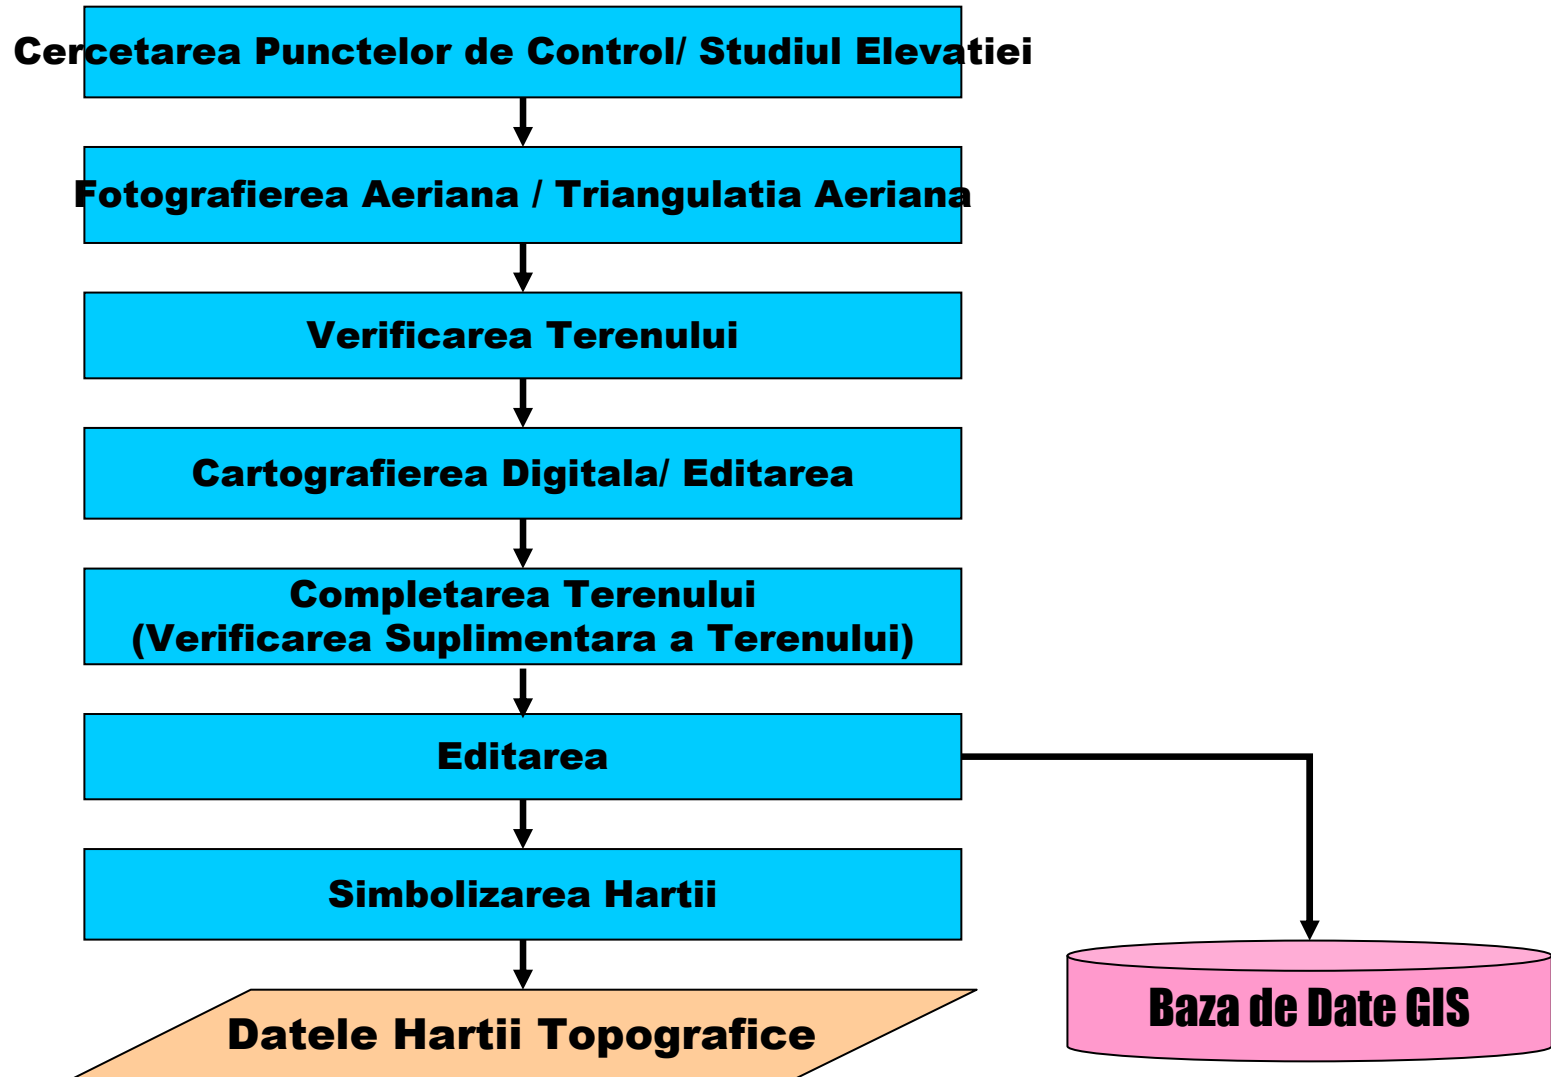 Cercetarea Punctelor de Control/ Studiul Elevatiei
Fotografierea Aeriana / Triangulatia Aeriana
Verificarea Terenului
Cartografierea Digitala/ Editarea
Completarea Terenului
(Verificarea Suplimentara a Terenului)
Editarea
Simbolizarea Hartii
Datele Hartii Topografice
Baza de Date GIS